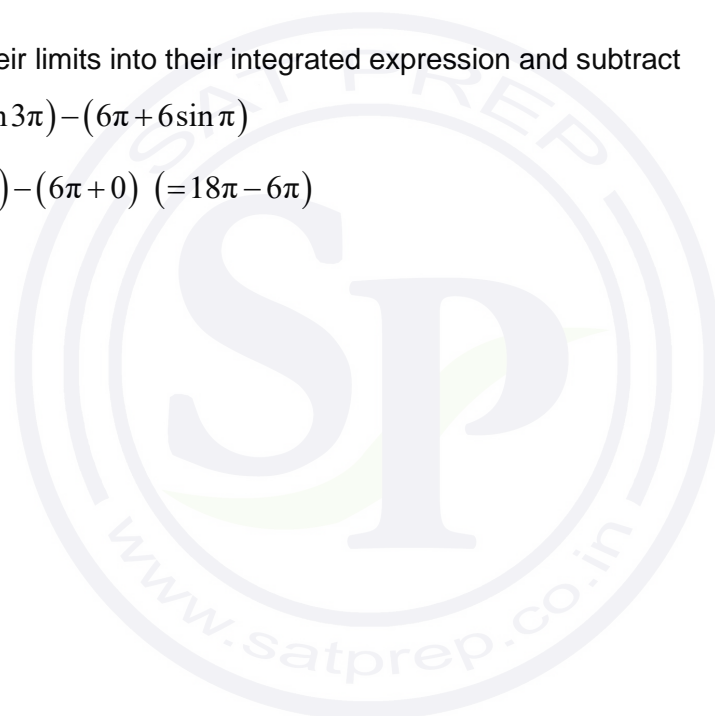 eir limits into their integrated expression and subtract
n 3π)−(6π+6sin π)
)−(6π+0) (=18π−6π)
SAT PREP
SP
www.satprep.co.in